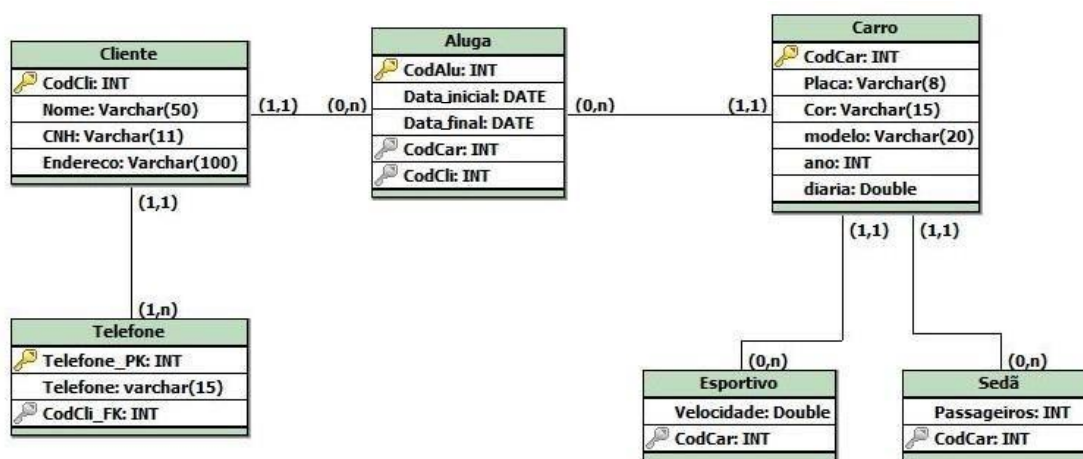 Cliente
CodCli: INT
Nome: Varchar(50)
CNH: Varchar(11)
Endereco: Varchar(100)
(1,1)
(0,n)
Aluga
CodAlu: INT
Data_inicial: DATE
Data_final: DATE
CodCar: INT
CodCli: INT
(0,n)
(1,1)
Carro
CodCar: INT
Placa: Varchar(8)
Cor: Varchar(15)
modelo: Varchar(20)
ano: INT
diaria: Double
(1,1)
(1,n)
Telefone
Telefone_PK: INT
Telefone: varchar(15)
CodCli_FK: INT
(1,1)
(1,1)
(0,n)
Esportivo
Velocidade: Double
CodCar: INT
(0,n)
Sedã
Passageiros: INT
CodCar: INT